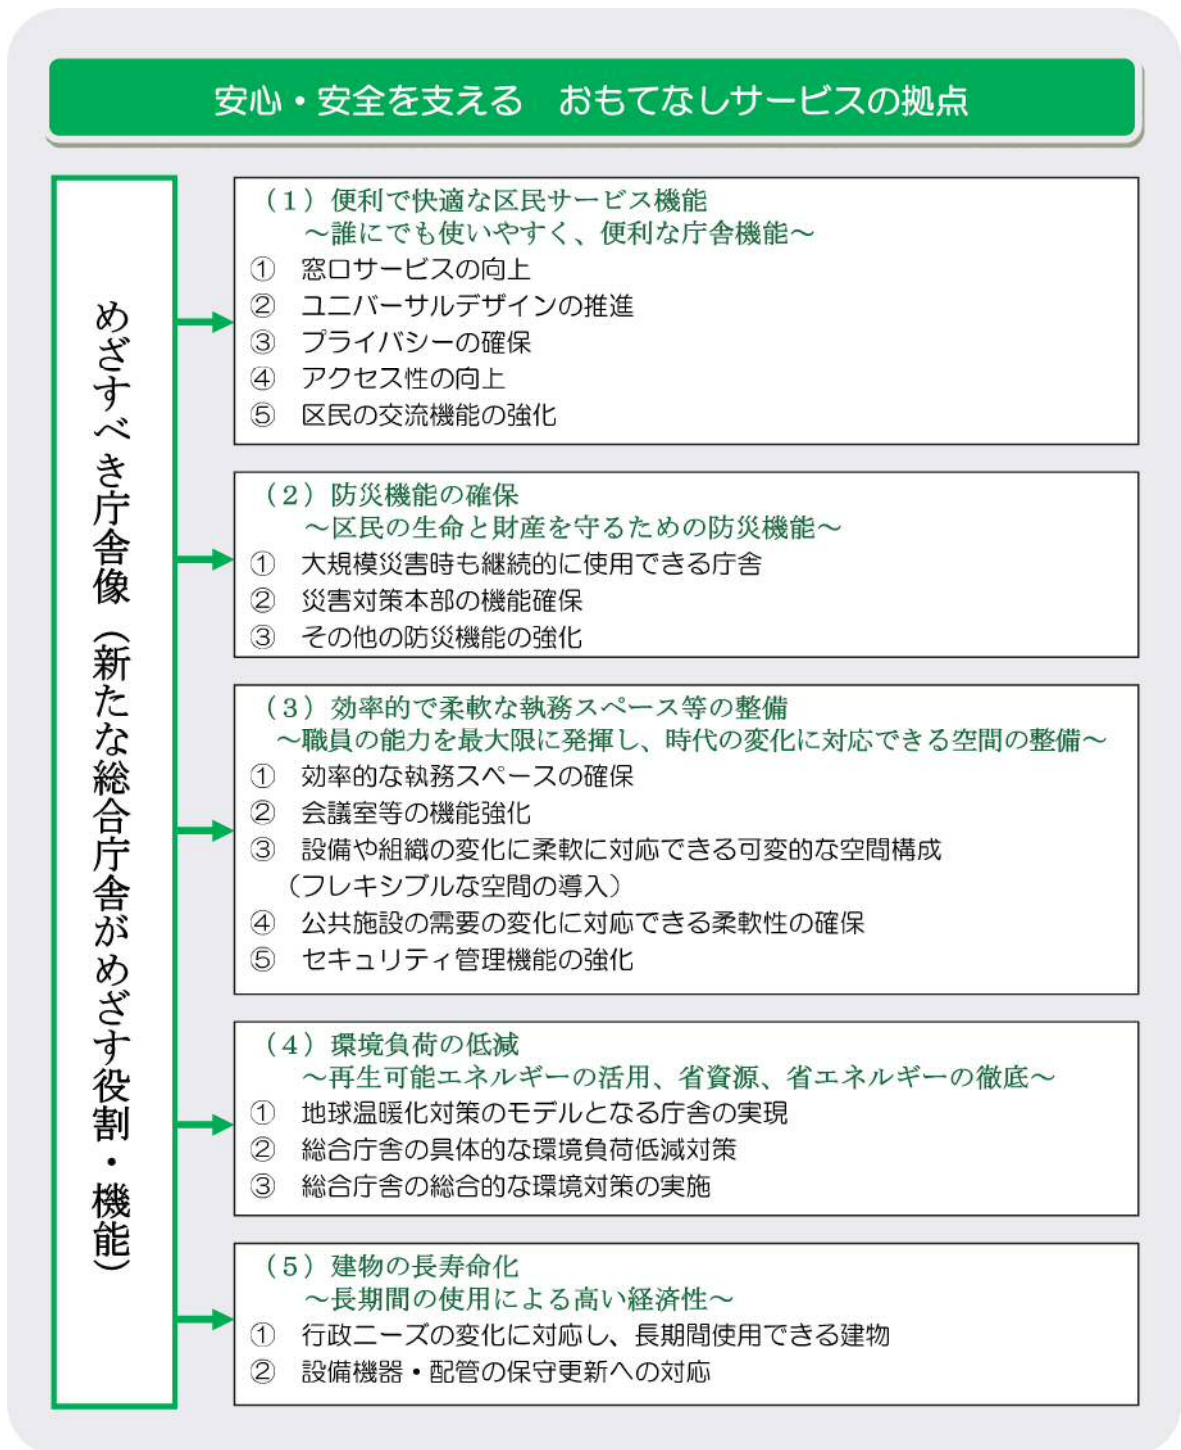 安心・安全を支える　おもてなしサービスの拠点
めざすべき庁舎像（新たな総合庁舎がめざす役割・機能）
（１）便利で快適な区民サービス機能
～誰にでも使いやすく、便利な庁舎機能～
①　窓口サービスの向上
②　ユニバーサルデザインの推進
③　プライバシーの確保
④　アクセス性の向上
⑤　区民の交流機能の強化
（２）防災機能の確保
～区民の生命と財産を守るための防災機能～
①　大規模災害時も継続的に使用できる庁舎
②　災害対策本部の機能確保
③　その他の防災機能の強化
（３）効率的で柔軟な執務スペース等の整備
～職員の能力を最大限に発揮し、時代の変化に対応できる空間の整備～
①　効率的な執務スペースの確保
②　会議室等の機能強化
③　設備や組織の変化に柔軟に対応できる可変的な空間構成
（フレキシブルな空間の導入）
④　公共施設の需要の変化に対応できる柔軟性の確保
⑤　セキュリティ管理機能の強化
（４）環境負荷の低減
～再生可能エネルギーの活用、省資源、省エネルギーの徹底～
①　地球温暖化対策のモデルとなる庁舎の実現
②　総合庁舎の具体的な環境負荷低減対策
③　総合庁舎の総合的な環境対策の実施
（５）建物の長寿命化
～長期間の使用による高い経済性～
①　行政ニーズの変化に対応し、長期間使用できる建物
②　設備機器・配管の保守更新への対応